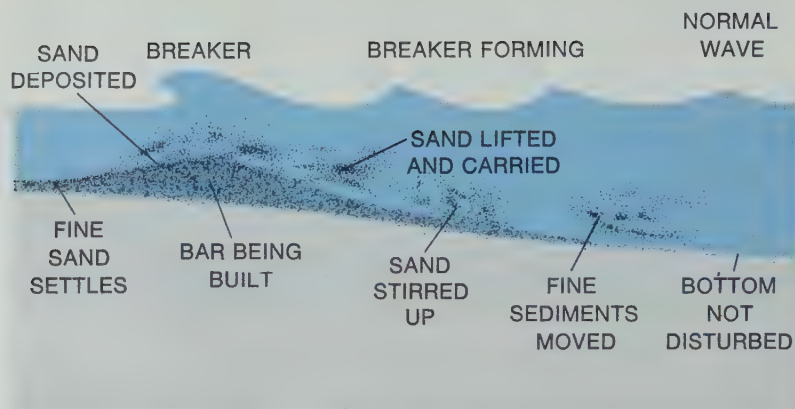 SAND
DEPOSITED
BREAKER
BREAKER FORMING
NORMAL
WAVE
SAND LIFTED
AND CARRIED
FINE
SAND
SETTLES
BAR BEING
BUILT
SAND
STIRRED
UP
FINE
SEDIMENTS
MOVED
BOTTOM
NOT
DISTURBED